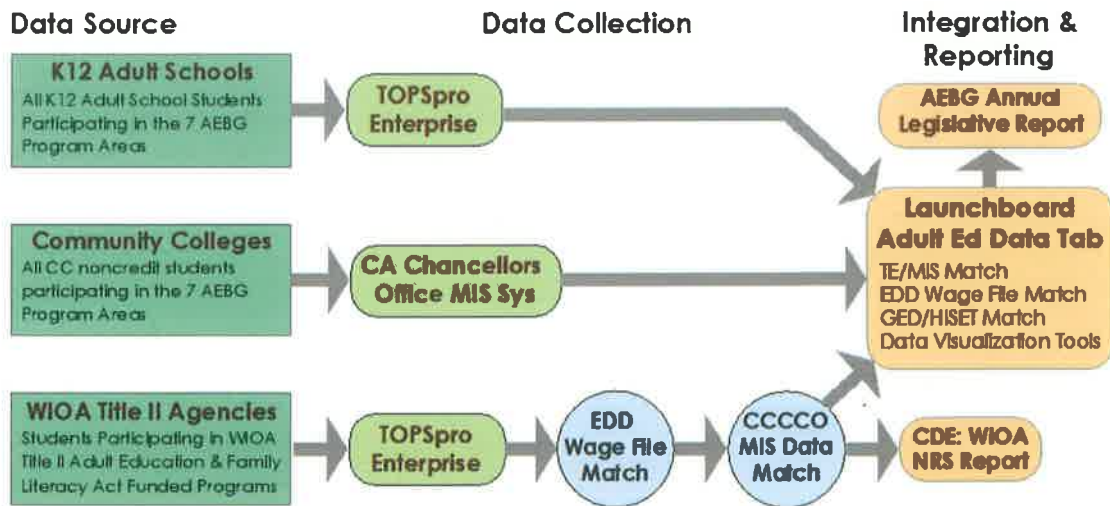 Data Source
Data Collection
Integration &
Reporting
K12 Adult Schools
All K12 Adult School Students
Participating in the 7 AEBG
Program Areas
TOPSpro
Enterprise
AEBG Annual
Legislative Report
Community Colleges
All CC noncredit students
participating in the 7 AEBG
Program Areas
CA Chancellors
Office MIS Sys
Launchboard
Adult Ed Data Tab
TE/MIS Match
EDD Wage File Match
GED/HISET Match
Data Visualization Tools
WIOA Title II Agencies
Students Participating in WIOA
Title II Adult Education & Family
Literacy Act Funded Programs
TOPSpro
Enterprise
EDD
Wage File
Match
CCCCO
MIS Data
Match
CDE: WIOA
NRS Report